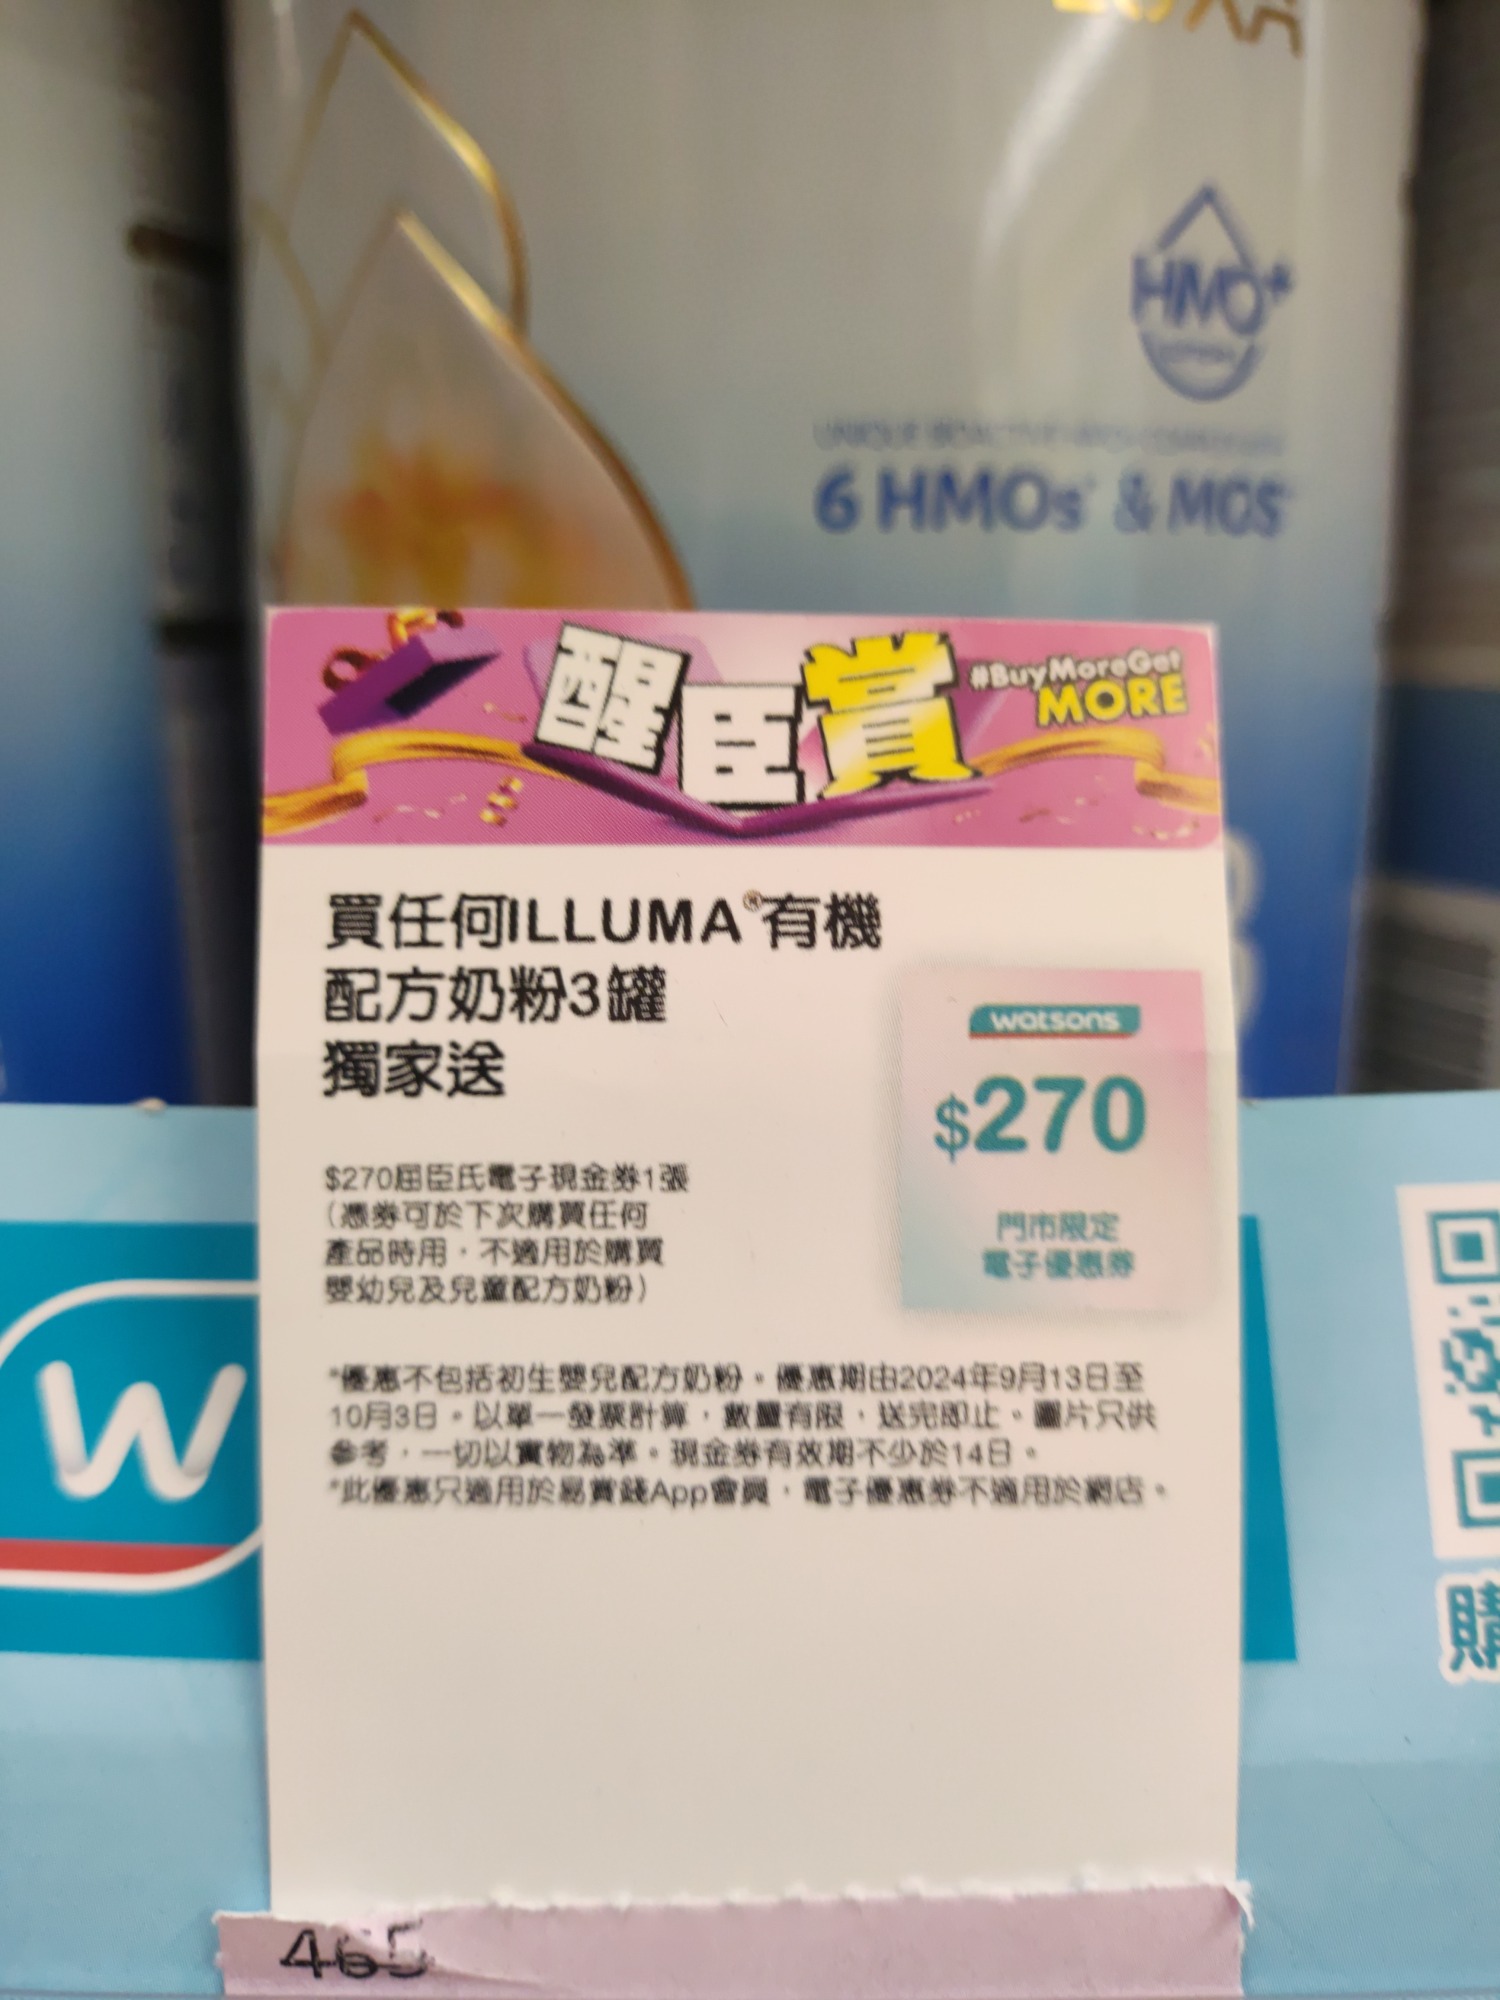 HMO+
6 HMOs & MGS
醒臣賞
#BuyMoreGet
MORE
買任何ILLUMA®有機
配方奶粉3罐
獨家送
watsons
$270
門市限定
電子優惠券
$270屈臣氏電子現金券1張
（憑券可於下次購買任何
產品時用，不適用於購買
嬰幼兒及兒童配方奶粉）
*優惠不包括初生嬰兒配方奶粉。優惠期由2024年9月13日至
10月3日。以單一發票計算，數量有限，送完即止。圖片只供
參考，一切以實物為準。現金券有效期不少於14日。
*此優惠只適用於易賞錢App會員，電子優惠券不適用於網店。
W
購
465